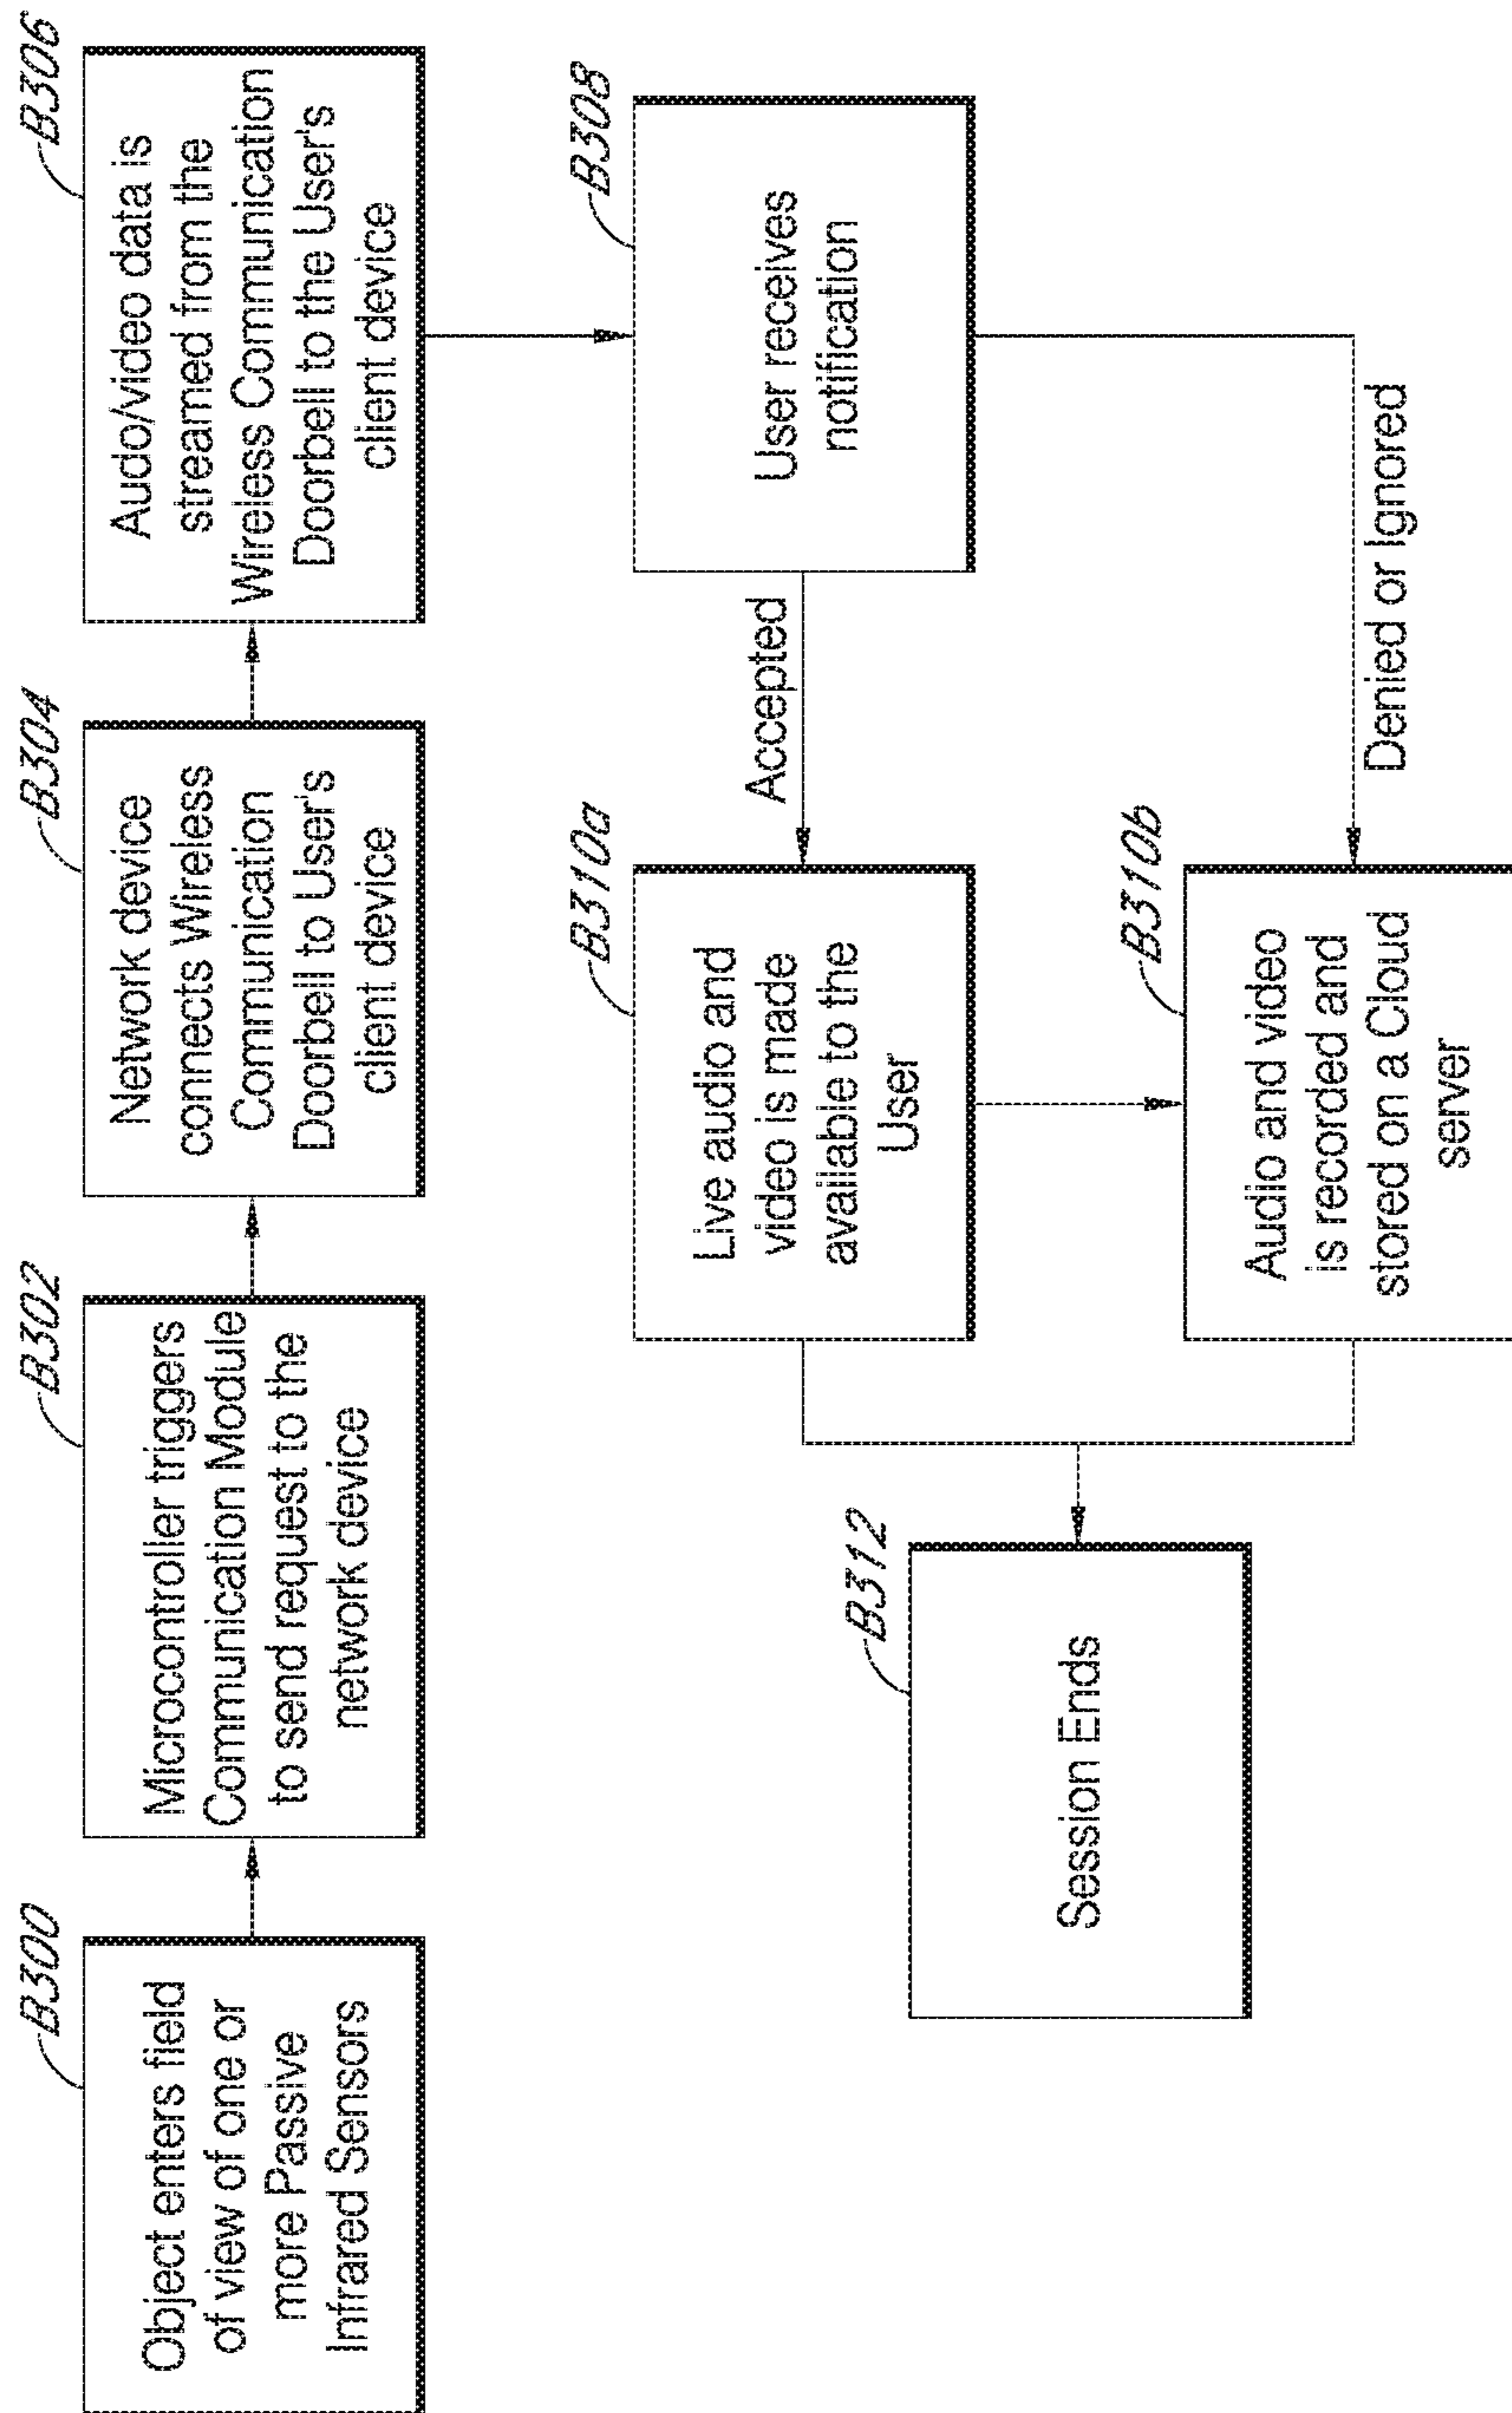 B300
Object enters field
of view of one or
more Passive
Infrared Sensors
B302
Microcontroller triggers
Communication Module
to send request to the
network device
B304
Network device
connects Wireless
Communication
Doorbell to User's
client device
B306
Audo/video data is
streamed from the
Wireless Communication
Doorbell to the User's
client device
B308
User receives
notification
Accepted
Denied or Ignored
B310a
Live audio and
video is made
available to the
User
B310b
Audio and video
is recorded and
stored on a Cloud
server
B312
Session Ends